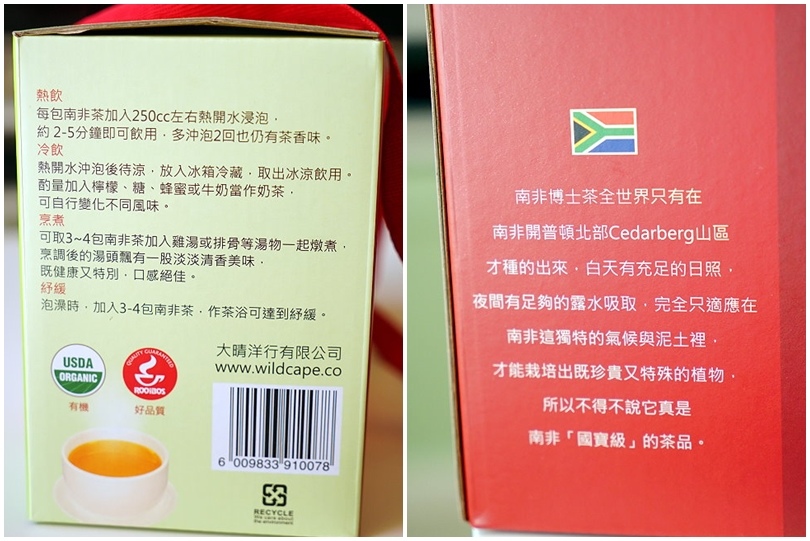 熱飲
每包南非茶加入250cc左右熱開水浸泡，
約 2-5分鐘即可飲用，多沖泡2回也仍有茶香味。
冷飲
熱開水沖泡後待涼，放入冰箱冷藏，取出冰涼飲用。
酌量加入檸檬、糖、蜂蜜或牛奶當作奶茶，
可自行變化不同風味。
烹煮
可取3~4包南非茶加入雞湯或排骨等湯物一起燉煮，
烹調後的湯頭飄有一股淡淡清香美味，
既健康又特別，口感絕佳。
紓緩
泡澡時，加入3-4包南非茶，作茶浴可達到紓緩。
大晴洋行有限公司
www.wildcape.co
USDA
ORGANIC
有機
QUALITY GUARANTEED
ROOIBOS
好品質
6 009833 910078
RECYCLE
We care about
the environment
南非博士茶全世界只有在
南非開普頓北部Cedarberg山區
才種的出來，白天有充足的日照，
夜間有足夠的露水吸取，完全只適應在
南非這獨特的氣候與泥土裡，
才能栽培出既珍貴又特殊的植物，
所以不得不說它真是
南非「國寶級」的茶品。